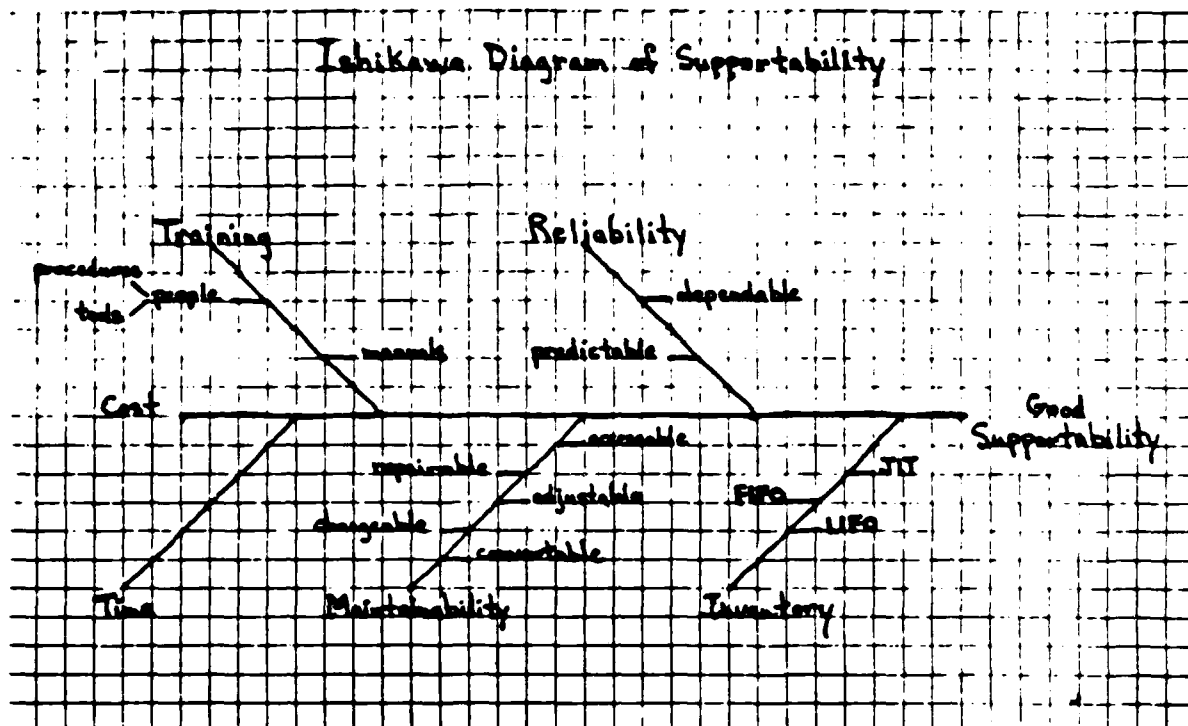 Ishikawa Diagram of Supportability
Training
Reliability
procedures
people
tools
dependable
manuals
predictable
Cost
Good
Supportability
accessable
repairable
JIT
adjustable
FIFO
changeable
LIFO
convertable
Time
Maintainability
Inventory